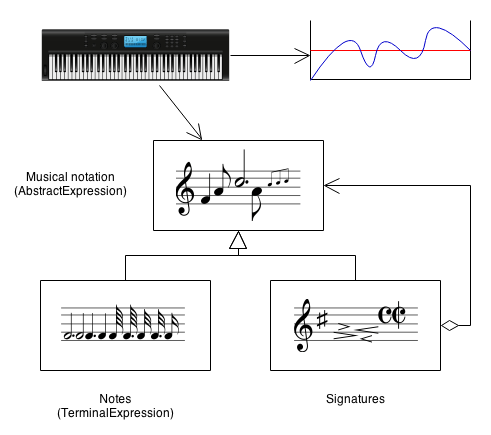 Musical notation
(AbstractExpression)
Notes
(TerminalExpression)
Signatures